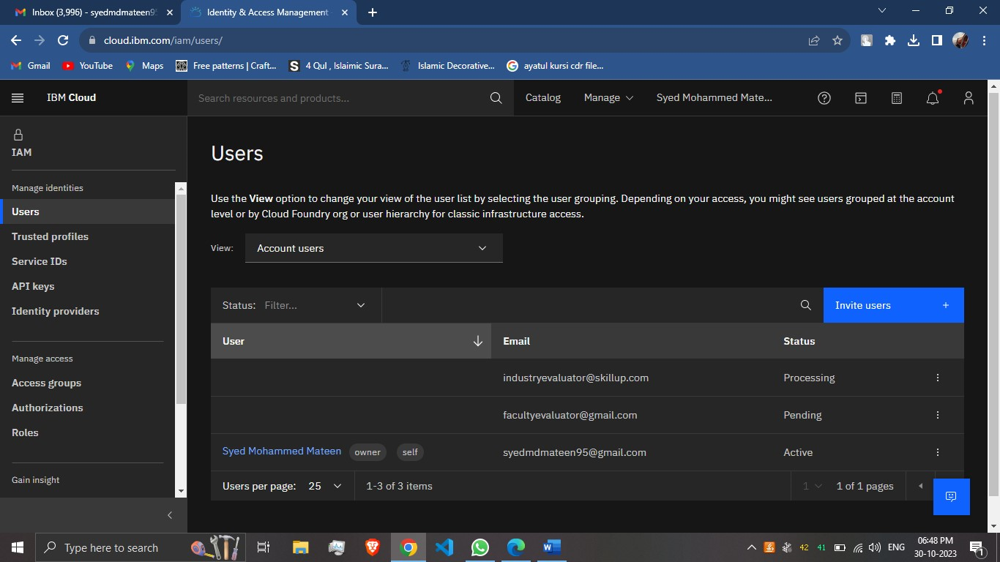 Inbox (3,996) - syedmdmateen95
Identity & Access Management
cloud.ibm.com/iam/users/
Gmail
YouTube
Maps
Free patterns | Craft...
4 Qul , Islaimic Sura...
Islamic Decorative...
ayatul kursi cdr file...
IBM Cloud
Search resources and products...
Catalog
Manage
Syed Mohammed Mate...
IAM
Manage identities
Users
Trusted profiles
Service IDs
API keys
Identity providers
Manage access
Access groups
Authorizations
Roles
Gain insight
Users
Use the View option to change your view of the user list by selecting the user grouping. Depending on your access, you might see users grouped at the account
level or by Cloud Foundry org or user hierarchy for classic infrastructure access.
View: Account users
Status: Filter...
Invite users +
User Email Status
industryevaluator@skillup.com Processing
facultyevaluator@gmail.com Pending
Syed Mohammed Mateen owner self syedmdmateen95@gmail.com Active
Users per page: 25 1-3 of 3 items 1 1 of 1 pages
Type here to search
42 41 ENG
06:48 PM
30-10-2023
1